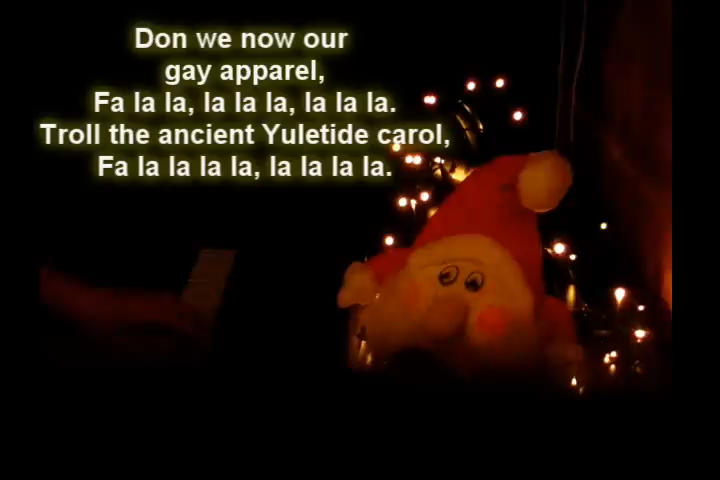 Don we now our
gay apparel,
Fa la la, la la la, la la la.
Troll the ancient Yuletide carol,
Fa la la la la, la la la la.